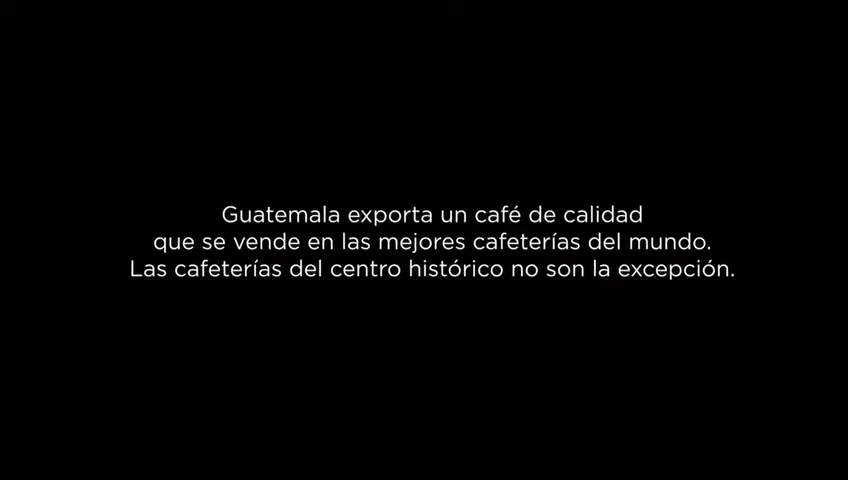 Guatemala exporta un café de calidad
que se vende en las mejores cafeterías del mundo.
Las cafeterías del centro histórico no son la excepción.